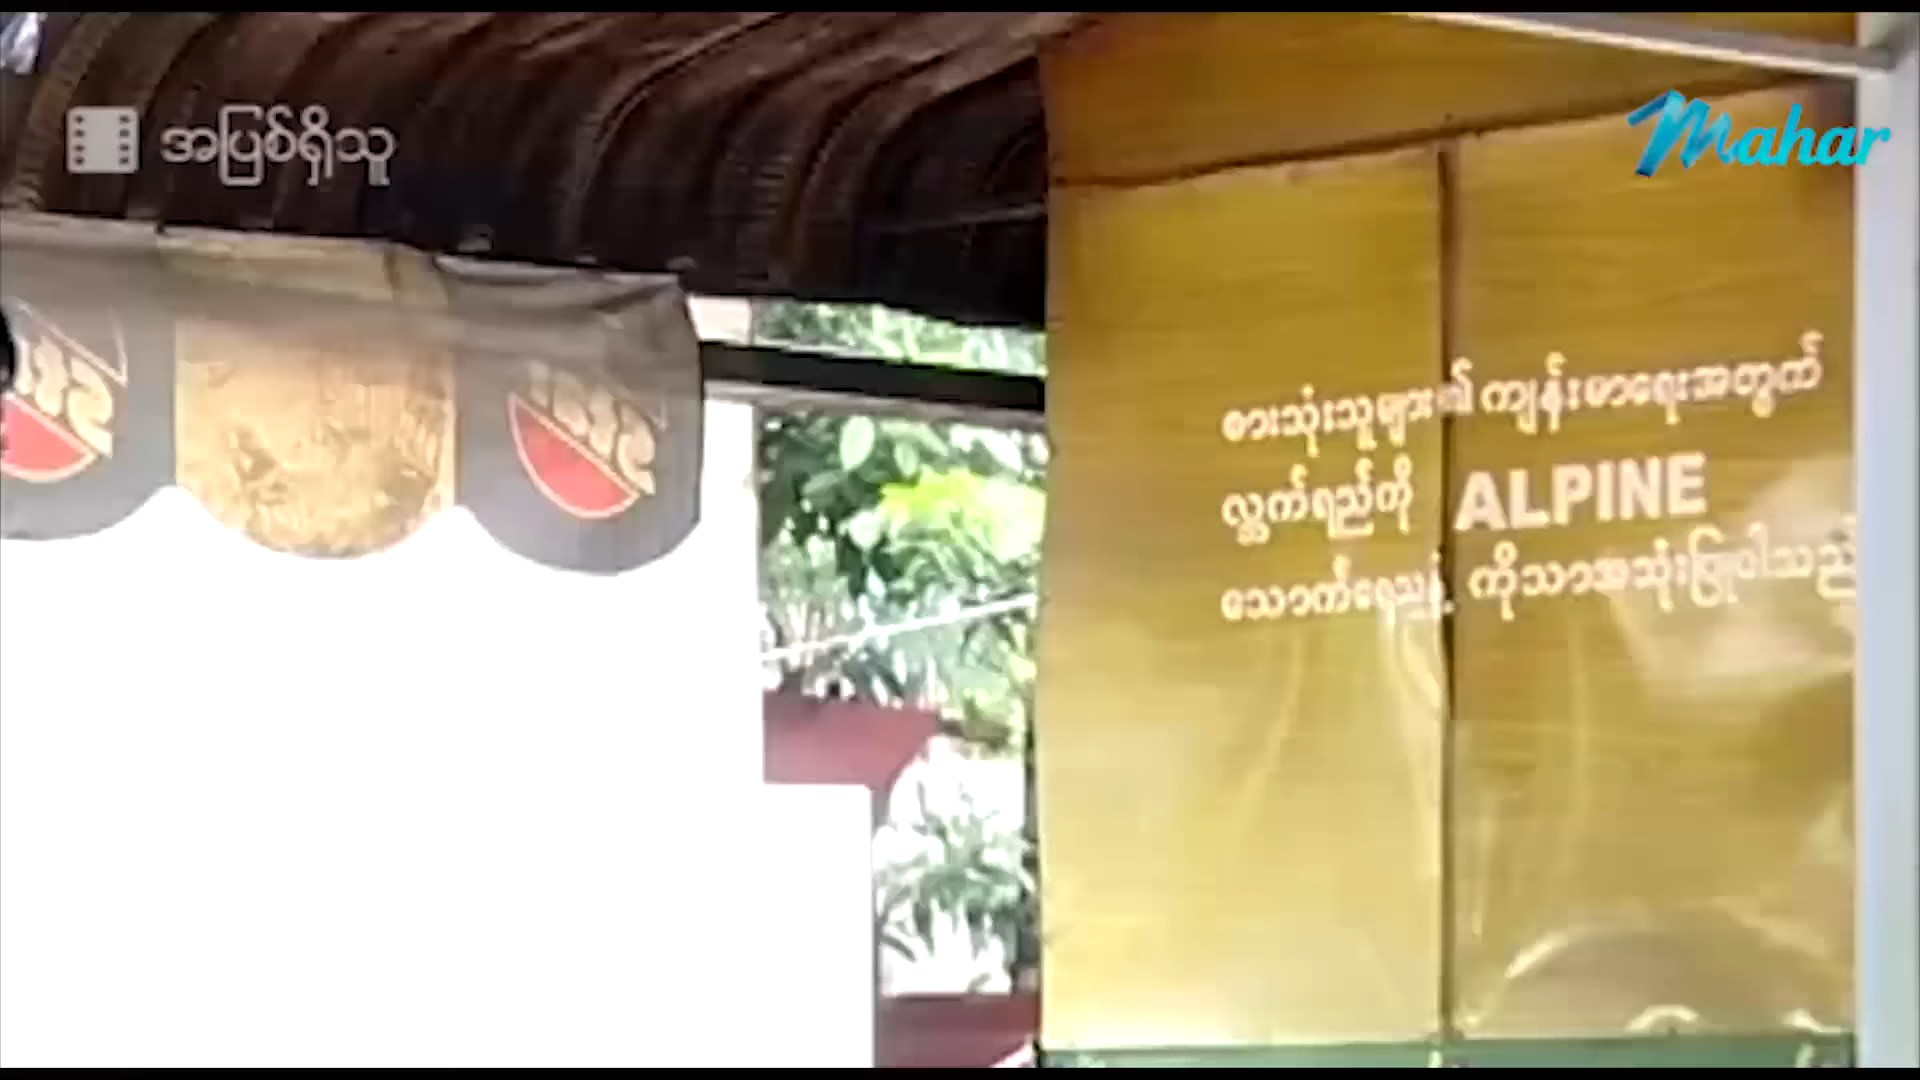 အပြစ်ရှိသူ
Mahar
စားသုံးသူများ၏ ကျန်းမာရေးအတွက်
လ္ဘက်ရည်ကို ALPINE
သောက်ရေသန့် ကိုသာအသုံးပြုပါသည်